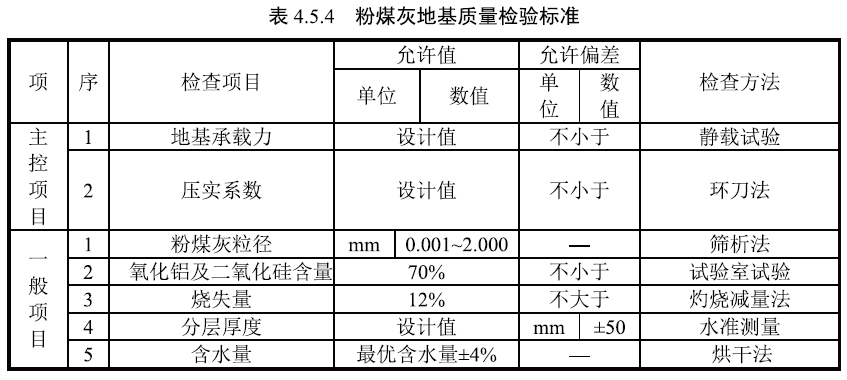 表 4.5.4 粉煤灰地基质量检验标准
项 序 检查项目 允许值 允许偏差 检查方法
单位 数值 单位 数值
主控项目 1 地基承载力 设计值 不小于 静载试验
2 压实系数 设计值 不小于 环刀法
一般项目 1 粉煤灰粒径 mm 0.001~2.000 — 筛析法
2 氧化铝及二氧化硅含量 70% 不小于 试验室试验
3 烧失量 12% 不大于 灼烧减量法
4 分层厚度 设计值 mm ±50 水准测量
5 含水量 最优含水量±4% — 烘干法